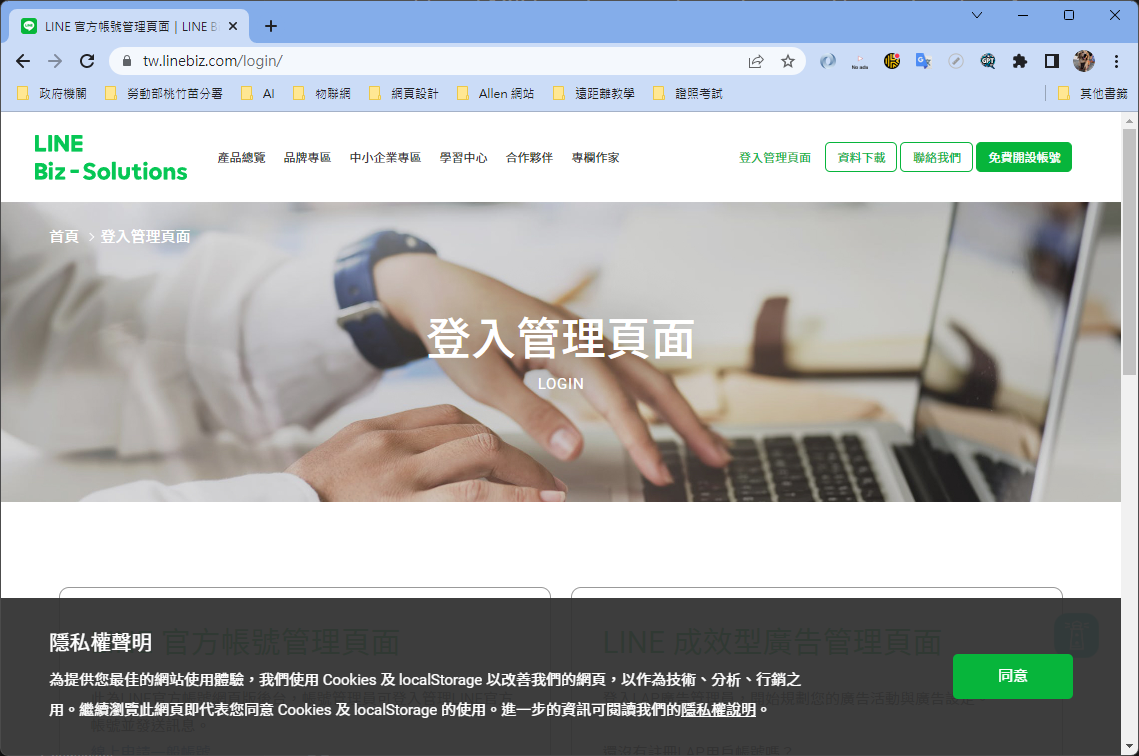 LINE 官方帳號管理頁面｜LINE B
tw.linebiz.com/login/
No ads
GPT
政府機關
勞動部桃竹苗分署
AI
物聯網
網頁設計
Allen 網站
遠距離教學
證照考試
其他書籤
LINE
Biz-Solutions
產品總覽
品牌專區
中小企業專區
學習中心
合作夥伴
專欄作家
登入管理頁面
資料下載
聯絡我們
免費開設帳號
首頁 > 登入管理頁面
登入管理頁面
LOGIN
官方帳號管理頁面
LINE 成效型廣告管理頁面
隱私權聲明
為提供您最佳的網站使用體驗，我們使用 Cookies 及 localStorage 以改善我們的網頁，以作為技術、分析、行銷之
用。繼續瀏覽此網頁即代表您同意 Cookies 及 localStorage 的使用。進一步的資訊可閱讀我們的隱私權說明。
同意